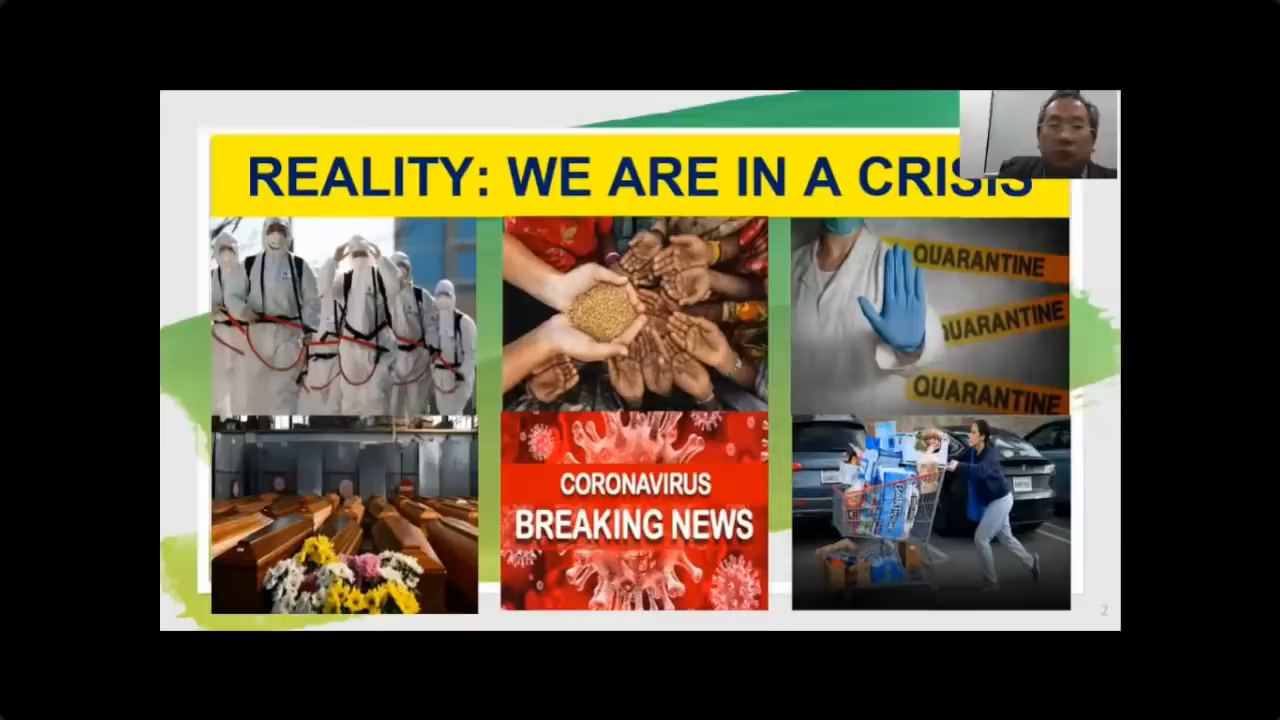 REALITY: WE ARE IN A CRISIS
QUARANTINE
QUARANTINE
QUARANTINE
CORONAVIRUS
BREAKING NEWS
2